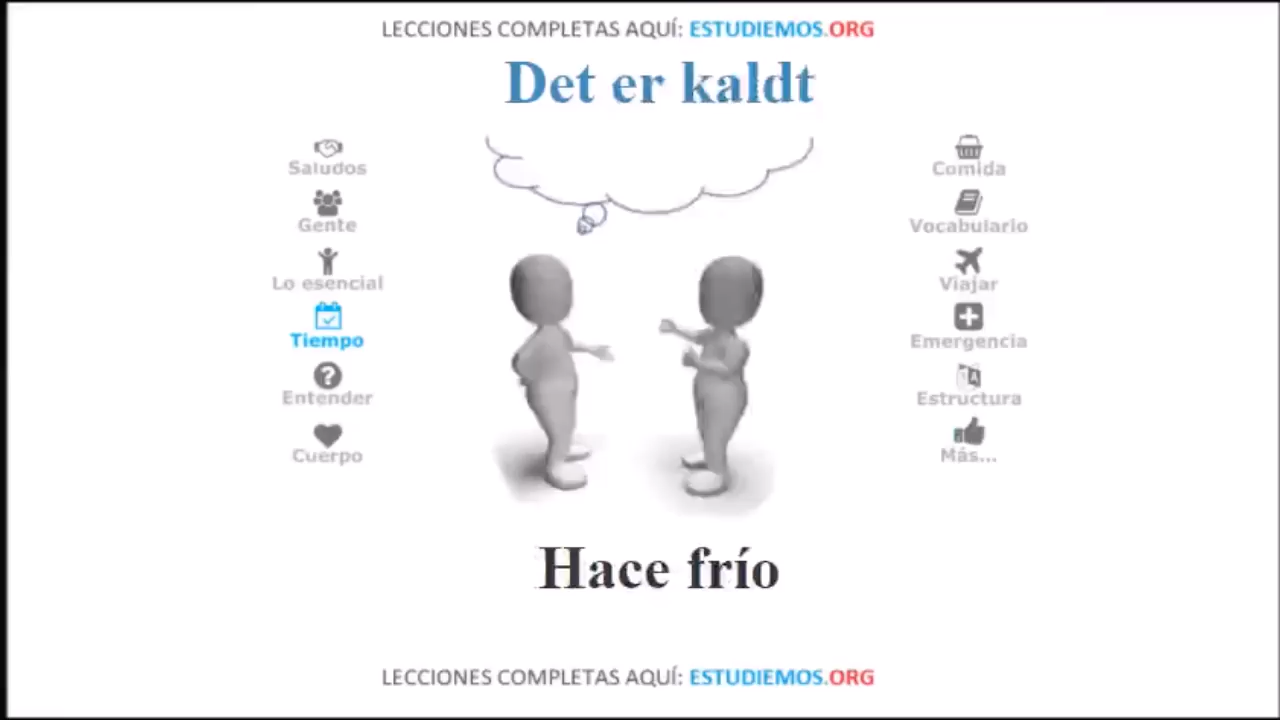 LECCIONES COMPLETAS AQUÍ: ESTUDIEMOS.ORG
Det er kaldt
Saludos
Gente
Lo esencial
Tiempo
Entender
Cuerpo
Comida
Vocabulario
Viajar
Emergencia
Estructura
Más...
Hace frío
LECCIONES COMPLETAS AQUÍ: ESTUDIEMOS.ORG